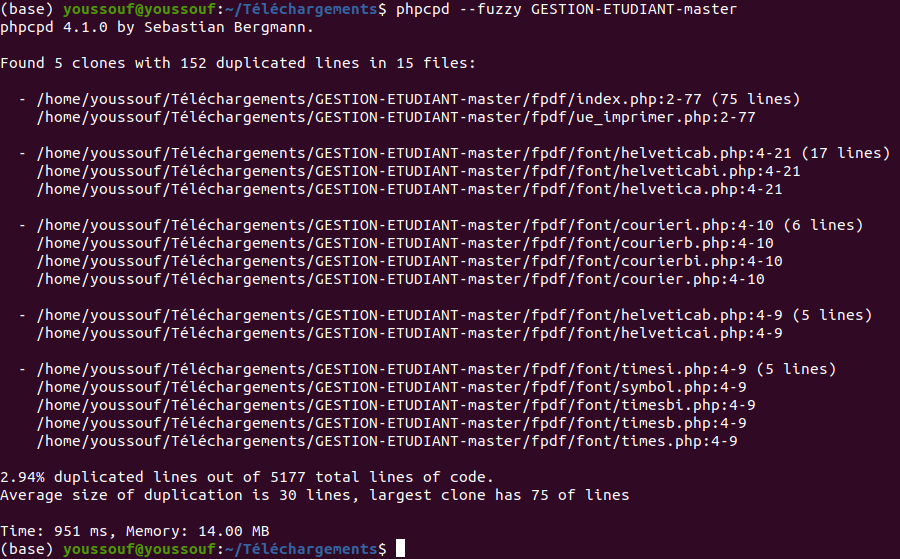 (base) youssouf@youssouf:~/Téléchargements$ phpcpd --fuzzy GESTION-ETUDIANT-master
phpcpd 4.1.0 by Sebastian Bergmann.
Found 5 clones with 152 duplicated lines in 15 files:
- /home/youssouf/Téléchargements/GESTION-ETUDIANT-master/fpdf/index.php:2-77 (75 lines)
/home/youssouf/Téléchargements/GESTION-ETUDIANT-master/fpdf/ue_imprimer.php:2-77
- /home/youssouf/Téléchargements/GESTION-ETUDIANT-master/fpdf/font/helveticab.php:4-21 (17 lines)
/home/youssouf/Téléchargements/GESTION-ETUDIANT-master/fpdf/font/helveticabi.php:4-21
/home/youssouf/Téléchargements/GESTION-ETUDIANT-master/fpdf/font/helvetica.php:4-21
- /home/youssouf/Téléchargements/GESTION-ETUDIANT-master/fpdf/font/courieri.php:4-10 (6 lines)
/home/youssouf/Téléchargements/GESTION-ETUDIANT-master/fpdf/font/courierb.php:4-10
/home/youssouf/Téléchargements/GESTION-ETUDIANT-master/fpdf/font/courierbi.php:4-10
/home/youssouf/Téléchargements/GESTION-ETUDIANT-master/fpdf/font/courier.php:4-10
- /home/youssouf/Téléchargements/GESTION-ETUDIANT-master/fpdf/font/helveticab.php:4-9 (5 lines)
/home/youssouf/Téléchargements/GESTION-ETUDIANT-master/fpdf/font/helveticai.php:4-9
- /home/youssouf/Téléchargements/GESTION-ETUDIANT-master/fpdf/font/timesi.php:4-9 (5 lines)
/home/youssouf/Téléchargements/GESTION-ETUDIANT-master/fpdf/font/symbol.php:4-9
/home/youssouf/Téléchargements/GESTION-ETUDIANT-master/fpdf/font/timesbi.php:4-9
/home/youssouf/Téléchargements/GESTION-ETUDIANT-master/fpdf/font/timesb.php:4-9
/home/youssouf/Téléchargements/GESTION-ETUDIANT-master/fpdf/font/times.php:4-9
2.94% duplicated lines out of 5177 total lines of code.
Average size of duplication is 30 lines, largest clone has 75 of lines
Time: 951 ms, Memory: 14.00 MB
(base) youssouf@youssouf:~/Téléchargements$